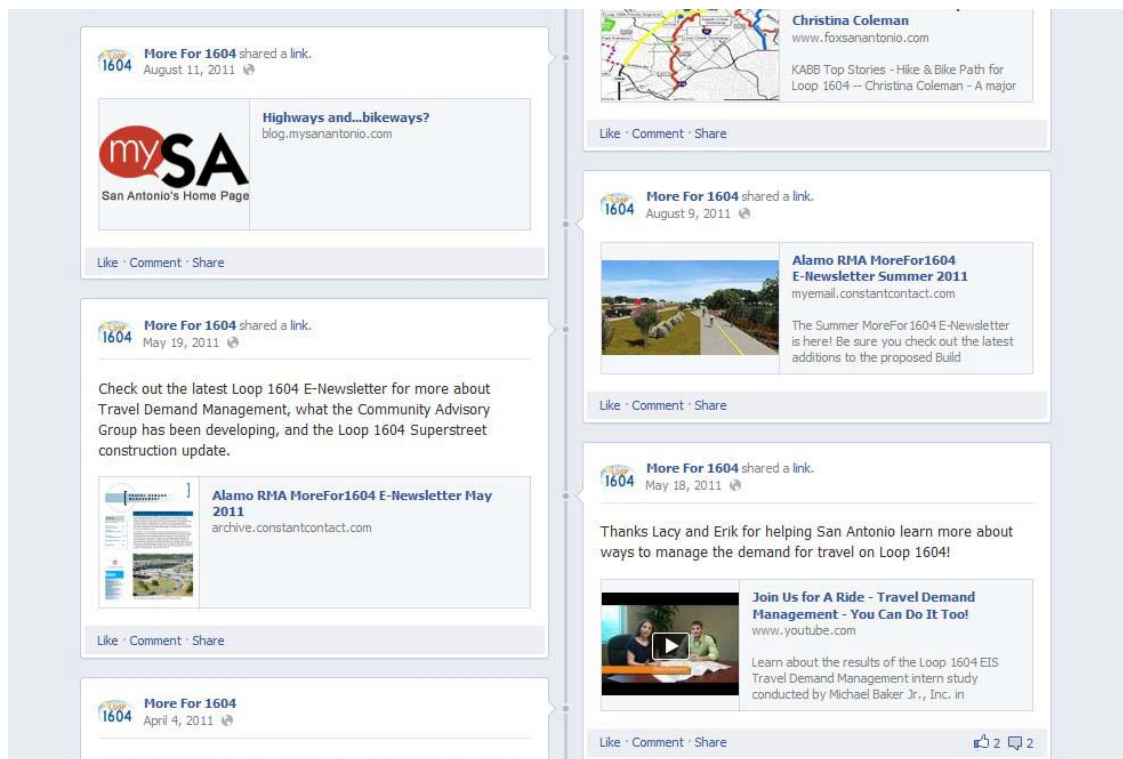 More For 1604 shared a link.
August 11, 2011
Highways and...bikeways?
blog.mysanantonio.com
mySA
San Antonio's Home Page
Like · Comment · Share
More For 1604 shared a link.
May 19, 2011
Check out the latest Loop 1604 E-Newsletter for more about
Travel Demand Management, what the Community Advisory
Group has been developing, and the Loop 1604 Superstreet
construction update.
Alamo RMA MoreFor1604 E-Newsletter May
2011
archive.constantcontact.com
Like · Comment · Share
More For 1604
April 4, 2011
Christina Coleman
www.foxsanantonio.com
KABB Top Stories - Hike & Bike Path for
Loop 1604 -- Christina Coleman - A major
Like · Comment · Share
More For 1604 shared a link.
August 9, 2011
Alamo RMA MoreFor1604
E-Newsletter Summer 2011
myemail.constantcontact.com
The Summer MoreFor1604 E-Newsletter
is here! Be sure you check out the latest
additions to the proposed Build
Like · Comment · Share
More For 1604 shared a link.
May 18, 2011
Thanks Lacy and Erik for helping San Antonio learn more about
ways to manage the demand for travel on Loop 1604!
Join Us for A Ride - Travel Demand
Management - You Can Do It Too!
www.youtube.com
Learn about the results of the Loop 1604 EIS
Travel Demand Management intern study
conducted by Michael Baker Jr., Inc. in
Like · Comment · Share 2 2
LOOP
1604
LOOP
1604
LOOP
1604
LOOP
1604
LOOP
1604